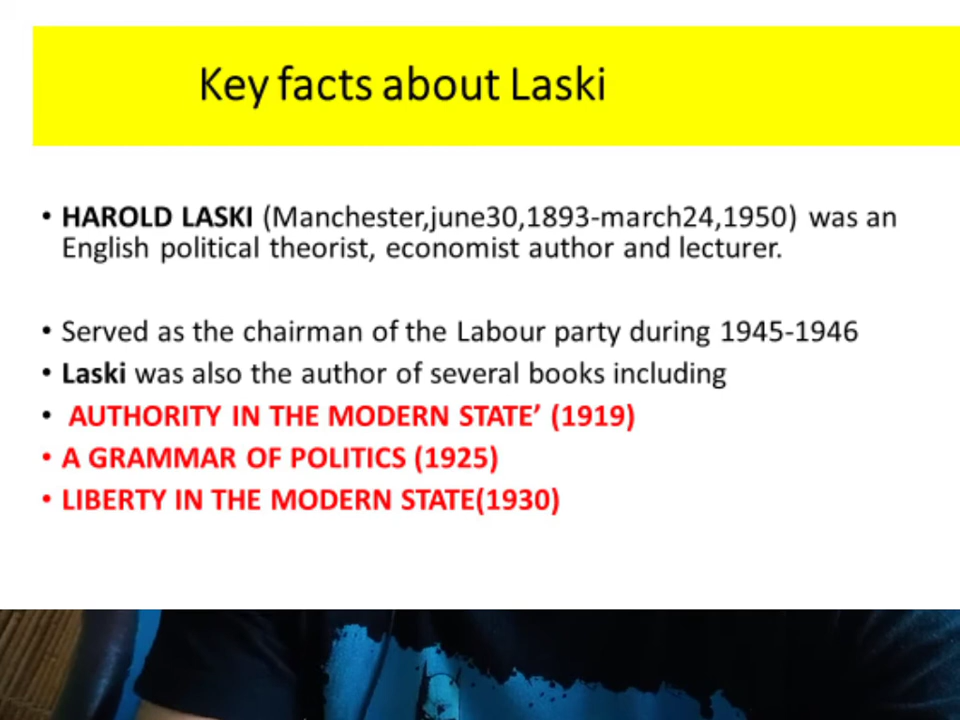 Key facts about Laski
• HAROLD LASKI (Manchester,june30,1893-march24,1950) was an
English political theorist, economist author and lecturer.
• Served as the chairman of the Labour party during 1945-1946
• Laski was also the author of several books including
• AUTHORITY IN THE MODERN STATE’ (1919)
• A GRAMMAR OF POLITICS (1925)
• LIBERTY IN THE MODERN STATE(1930)